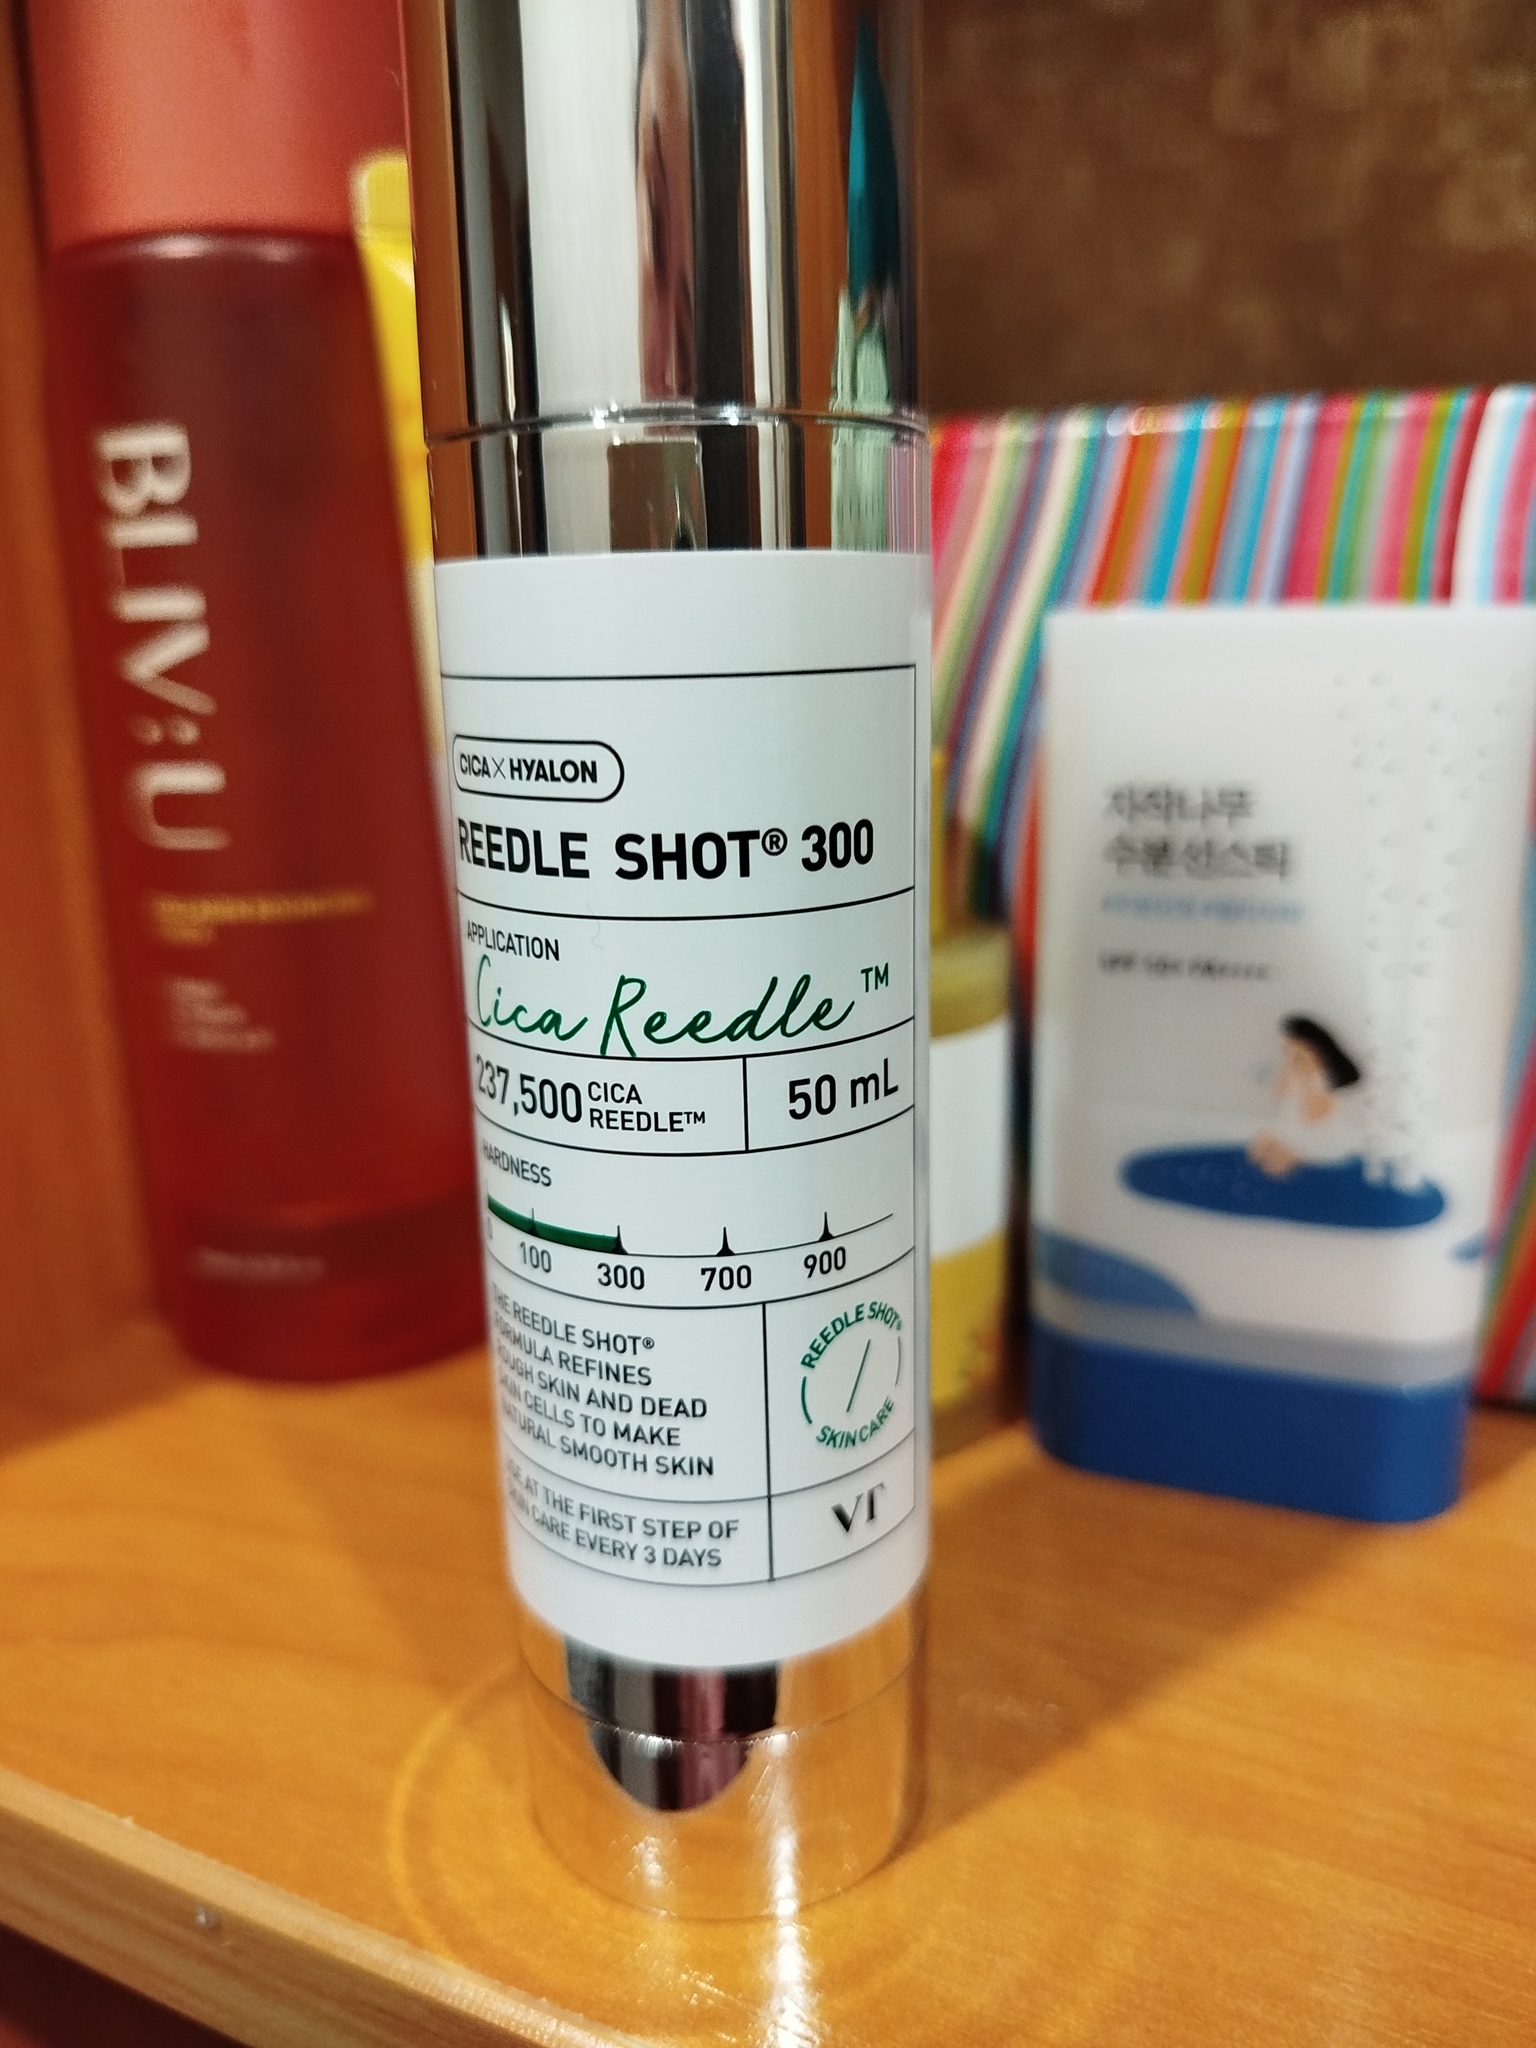 BLIV:U
CICA×HYALON
REEDLE SHOT® 300
APPLICATION
Cica Reedle™
237,500 CICA
REEDLE™
50 mL
HARDNESS
0 100 300 700 900
THE REEDLE SHOT®
FORMULA REFINES
ROUGH SKIN AND DEAD
SKIN CELLS TO MAKE
NATURAL SMOOTH SKIN
REEDLE SHOT®
SKINCARE
USE AT THE FIRST STEP OF
SKIN CARE EVERY 3 DAYS
VT
자작나무
수분선스틱